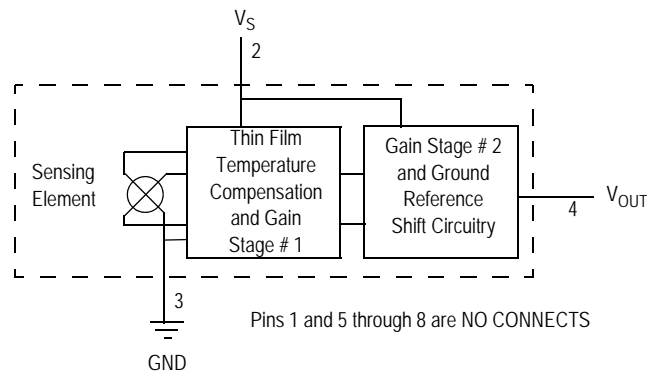 V_S
2
Sensing
Element
Thin Film
Temperature
Compensation
and Gain
Stage # 1
Gain Stage # 2
and Ground
Reference
Shift Circuitry
4
V_OUT
3
GND
Pins 1 and 5 through 8 are NO CONNECTS